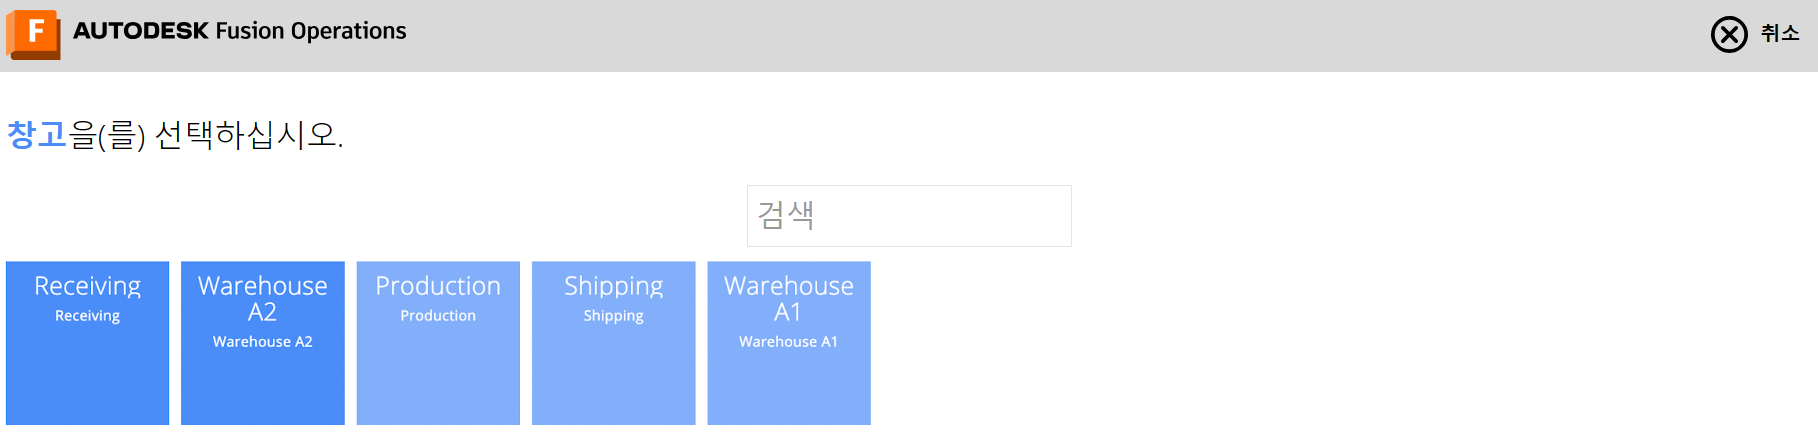 F AUTODESK Fusion Operations
취소
창고을(를) 선택하십시오.
검색
Receiving
Receiving
Warehouse
A2
Warehouse A2
Production
Production
Shipping
Shipping
Warehouse
A1
Warehouse A1